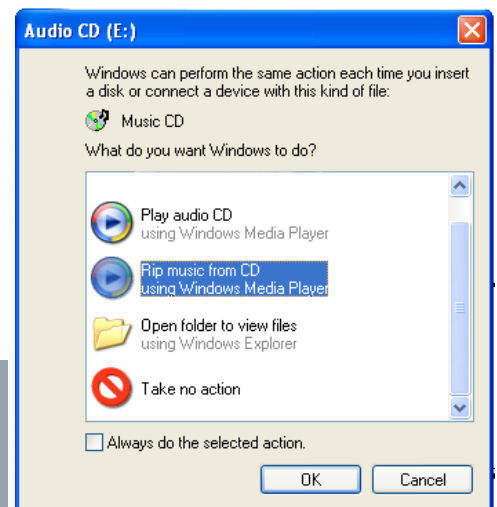 Audio CD (E:)
Windows can perform the same action each time you insert
a disk or connect a device with this kind of file:
Music CD
What do you want Windows to do?
Play audio CD
using Windows Media Player
Rip music from CD
using Windows Media Player
Open folder to view files
using Windows Explorer
Take no action
Always do the selected action.
OK
Cancel